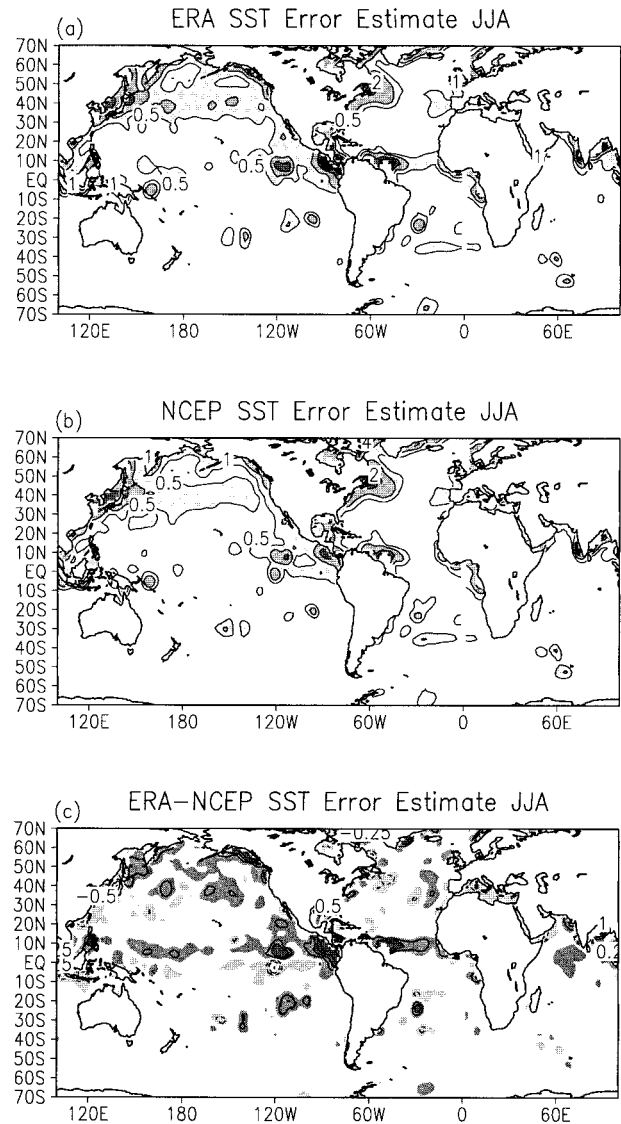 (a) ERA SST Error Estimate JJA
70N
60N
50N
40N
30N
20N
10N
EQ
10S
20S
30S
40S
50S
60S
70S
2
1
0.5
0.5
0.5
0.5
1
1
1
120E 180 120W 60W 0 60E
(b) NCEP SST Error Estimate JJA
70N
60N
50N
40N
30N
20N
10N
EQ
10S
20S
30S
40S
50S
60S
70S
1
1
2
0.5
0.5
0.5
120E 180 120W 60W 0 60E
(c) ERA-NCEP SST Error Estimate JJA
70N
60N
50N
40N
30N
20N
10N
EQ
10S
20S
30S
40S
50S
60S
70S
-0.25
-0.5
0.5
1
120E 180 120W 60W 0 60E